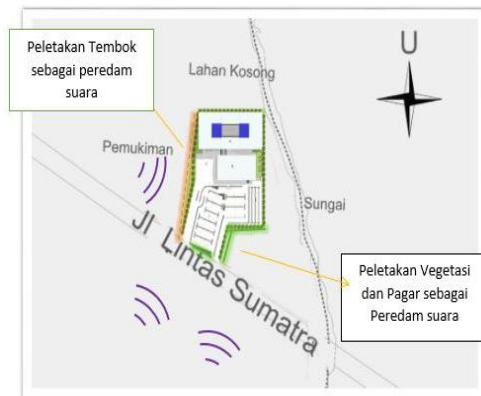 Peletakan Tembok
sebagai peredam
suara
U
Lahan Kosong
Pemukiman
Sungai
Jl Lintas Sumatra
Peletakan Vegetasi
dan Pagar sebagai
Peredam suara